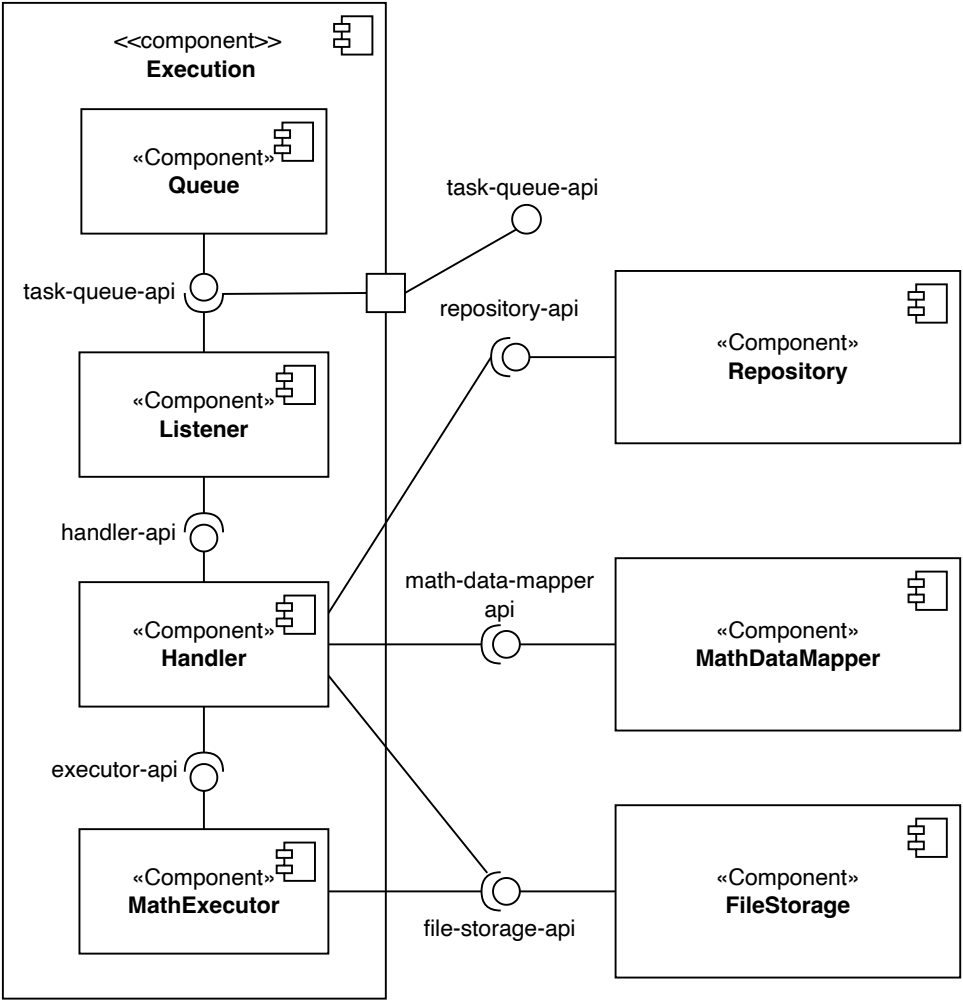 <<component>>
Execution
«Component»
Queue
task-queue-api
task-queue-api
repository-api
«Component»
Repository
«Component»
Listener
handler-api
math-data-mapper
api
«Component»
Handler
«Component»
MathDataMapper
executor-api
«Component»
MathExecutor
«Component»
FileStorage
file-storage-api